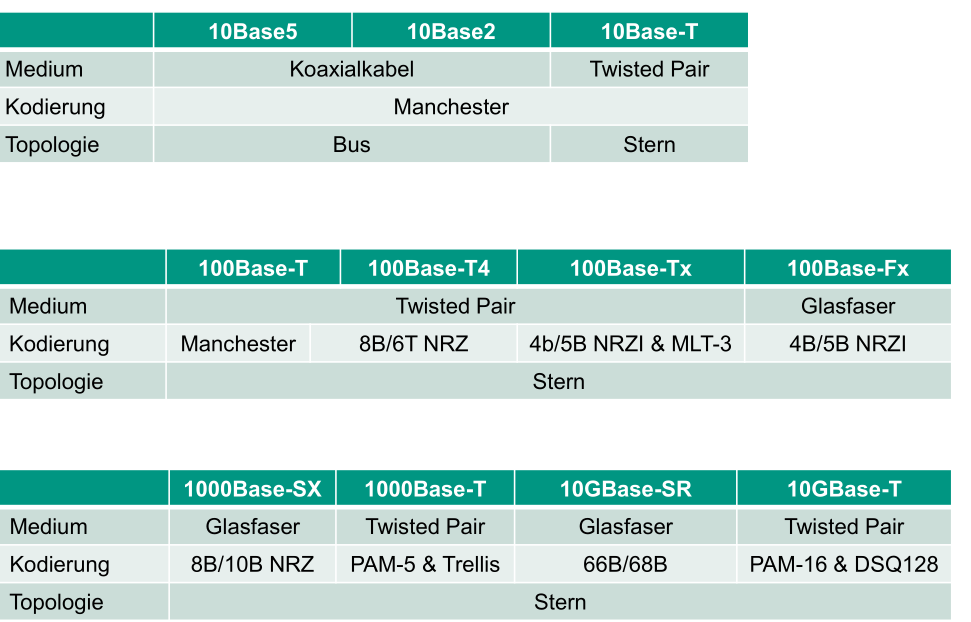 10Base5 10Base2 10Base-T
Medium Koaxialkabel Twisted Pair
Kodierung Manchester
Topologie Bus Stern
100Base-T 100Base-T4 100Base-Tx 100Base-Fx
Medium Twisted Pair Glasfaser
Kodierung Manchester 8B/6T NRZ 4b/5B NRZI & MLT-3 4B/5B NRZI
Topologie Stern
1000Base-SX 1000Base-T 10GBase-SR 10GBase-T
Medium Glasfaser Twisted Pair Glasfaser Twisted Pair
Kodierung 8B/10B NRZ PAM-5 & Trellis 66B/68B PAM-16 & DSQ128
Topologie Stern